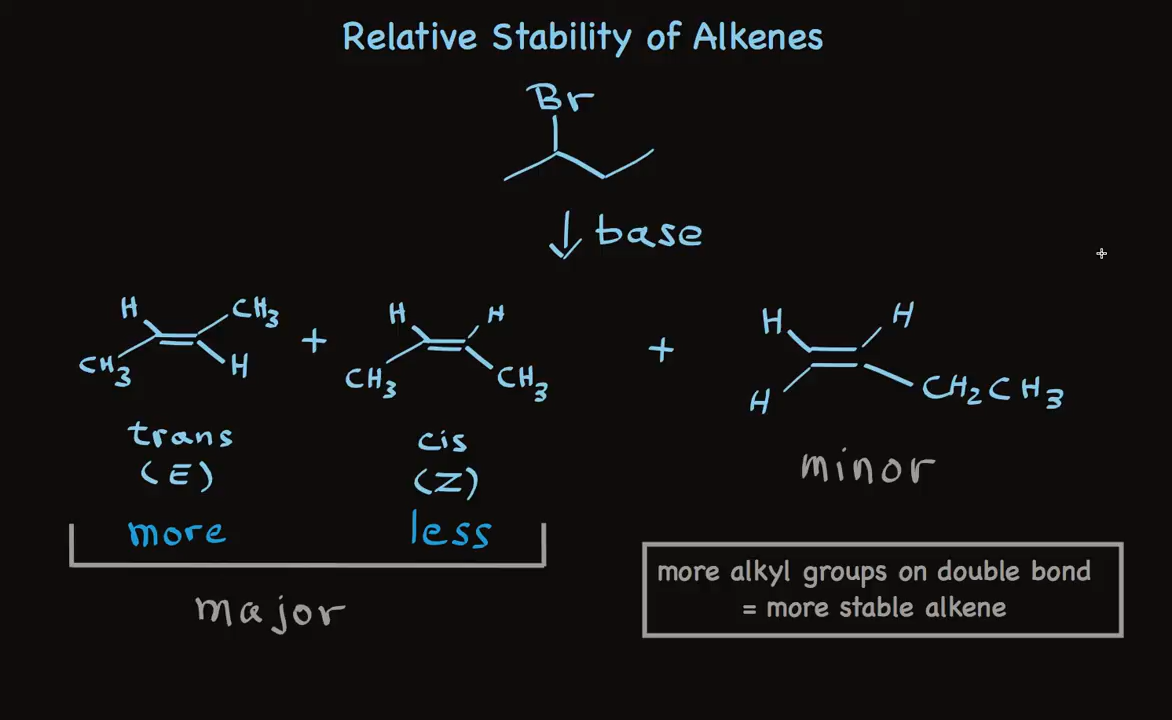 Relative Stability of Alkenes
Br
↓ base
H CH3 + H H + H H
CH3 H CH3 CH3 H CH2CH3
trans cis minor
(E) (Z)
more less
major
more alkyl groups on double bond
= more stable alkene